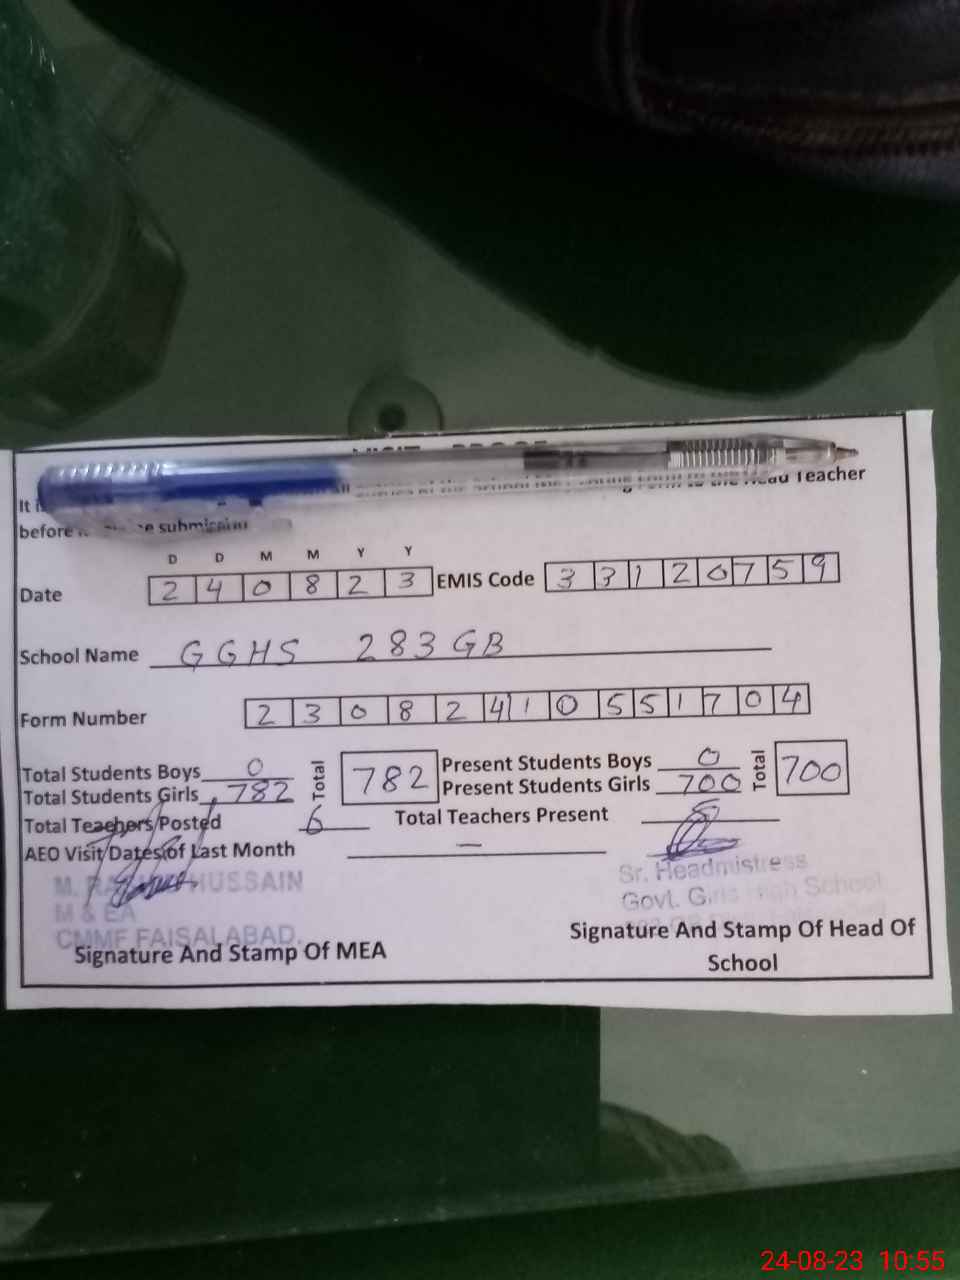 It
Head Teacher
before
D D M M Y Y
Date 2 4 0 8 2 3 EMIS Code 3 3 1 2 0 7 5 9
School Name GGHS 283 GB
Form Number 2 3 0 8 2 4 1 0 5 5 1 7 0 4
Total Students Boys 0 Total 782 Present Students Boys 0 Total 700
Total Students Girls 782 Present Students Girls 700
Total Teachers Posted 6 Total Teachers Present
AEO Visit Dates of Last Month —
M. HUSSAIN
M & EA
CMMF FAISALABAD.
Signature And Stamp Of MEA
Sr. Headmistress
Govt. Girls High School
Signature And Stamp Of Head Of
School
24-08-23 10:55